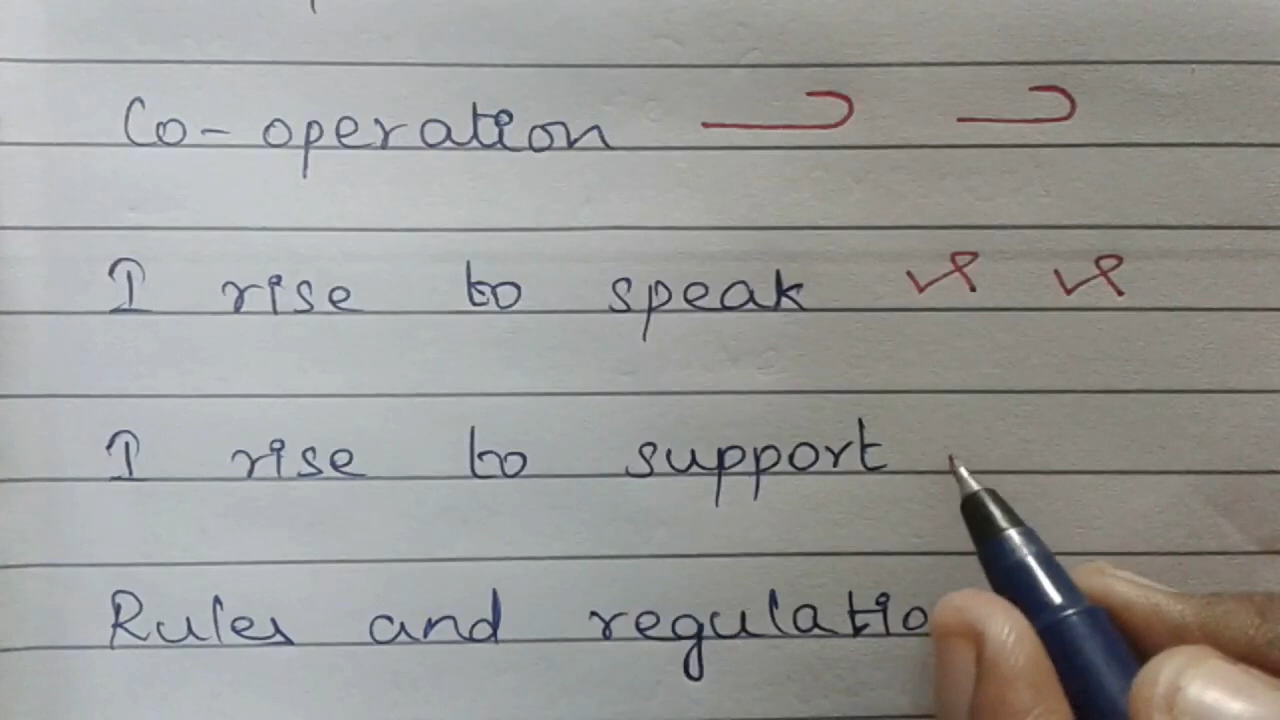 Co-operation
I rise to speak
I rise to support
Rules and regulatio